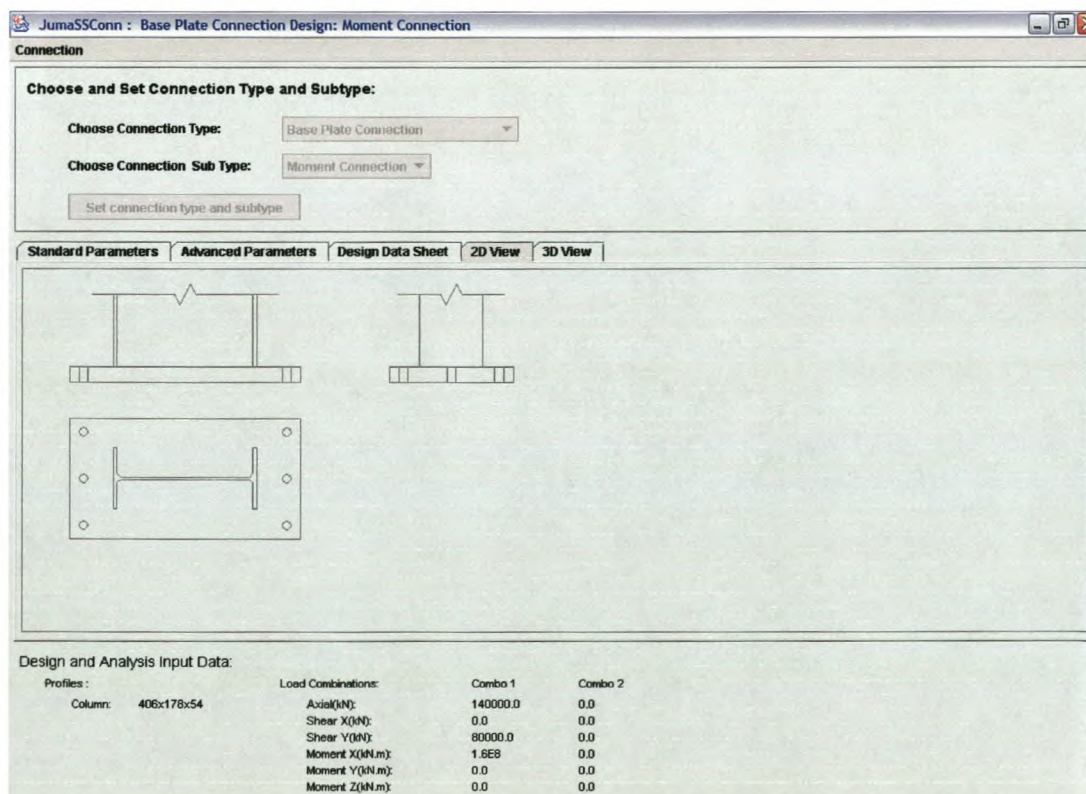 JumaSSConn : Base Plate Connection Design: Moment Connection
Connection
Choose and Set Connection Type and Subtype:
Choose Connection Type: Base Plate Connection
Choose Connection Sub Type: Moment Connection
Set connection type and subtype
Standard Parameters Advanced Parameters Design Data Sheet 2D View 3D View
Design and Analysis Input Data:
Profiles : Load Combinations: Combo 1 Combo 2
Column: 406x178x54 Axial(kN): 140000.0 0.0
Shear X(kN): 0.0 0.0
Shear Y(kN): 80000.0 0.0
Moment X(kN.m): 1.6E8 0.0
Moment Y(kN.m): 0.0 0.0
Moment Z(kN.m): 0.0 0.0